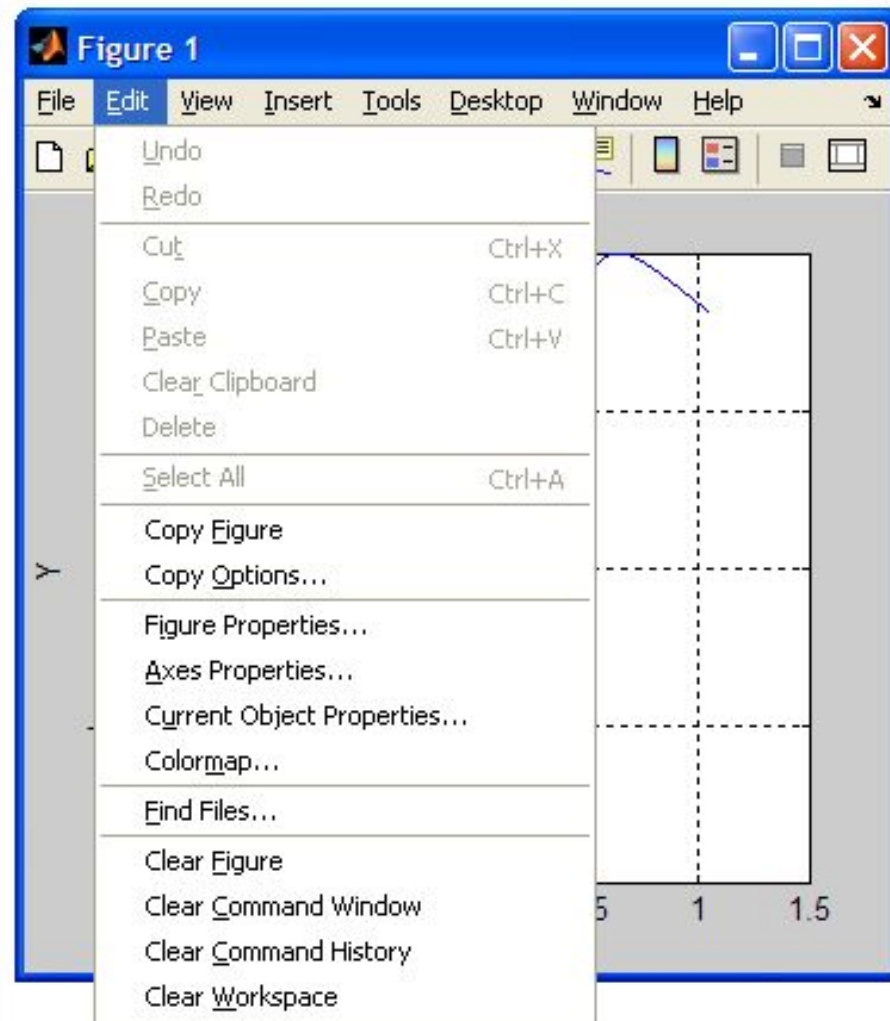 Figure 1
File Edit View Insert Tools Desktop Window Help
Undo
Redo
Cut Ctrl+X
Copy Ctrl+C
Paste Ctrl+V
Clear Clipboard
Delete
Select All Ctrl+A
Copy Figure
Copy Options...
Y
Figure Properties...
Axes Properties...
Current Object Properties...
Colormap...
Find Files...
Clear Figure
Clear Command Window
5 1 1.5
Clear Command History
Clear Workspace